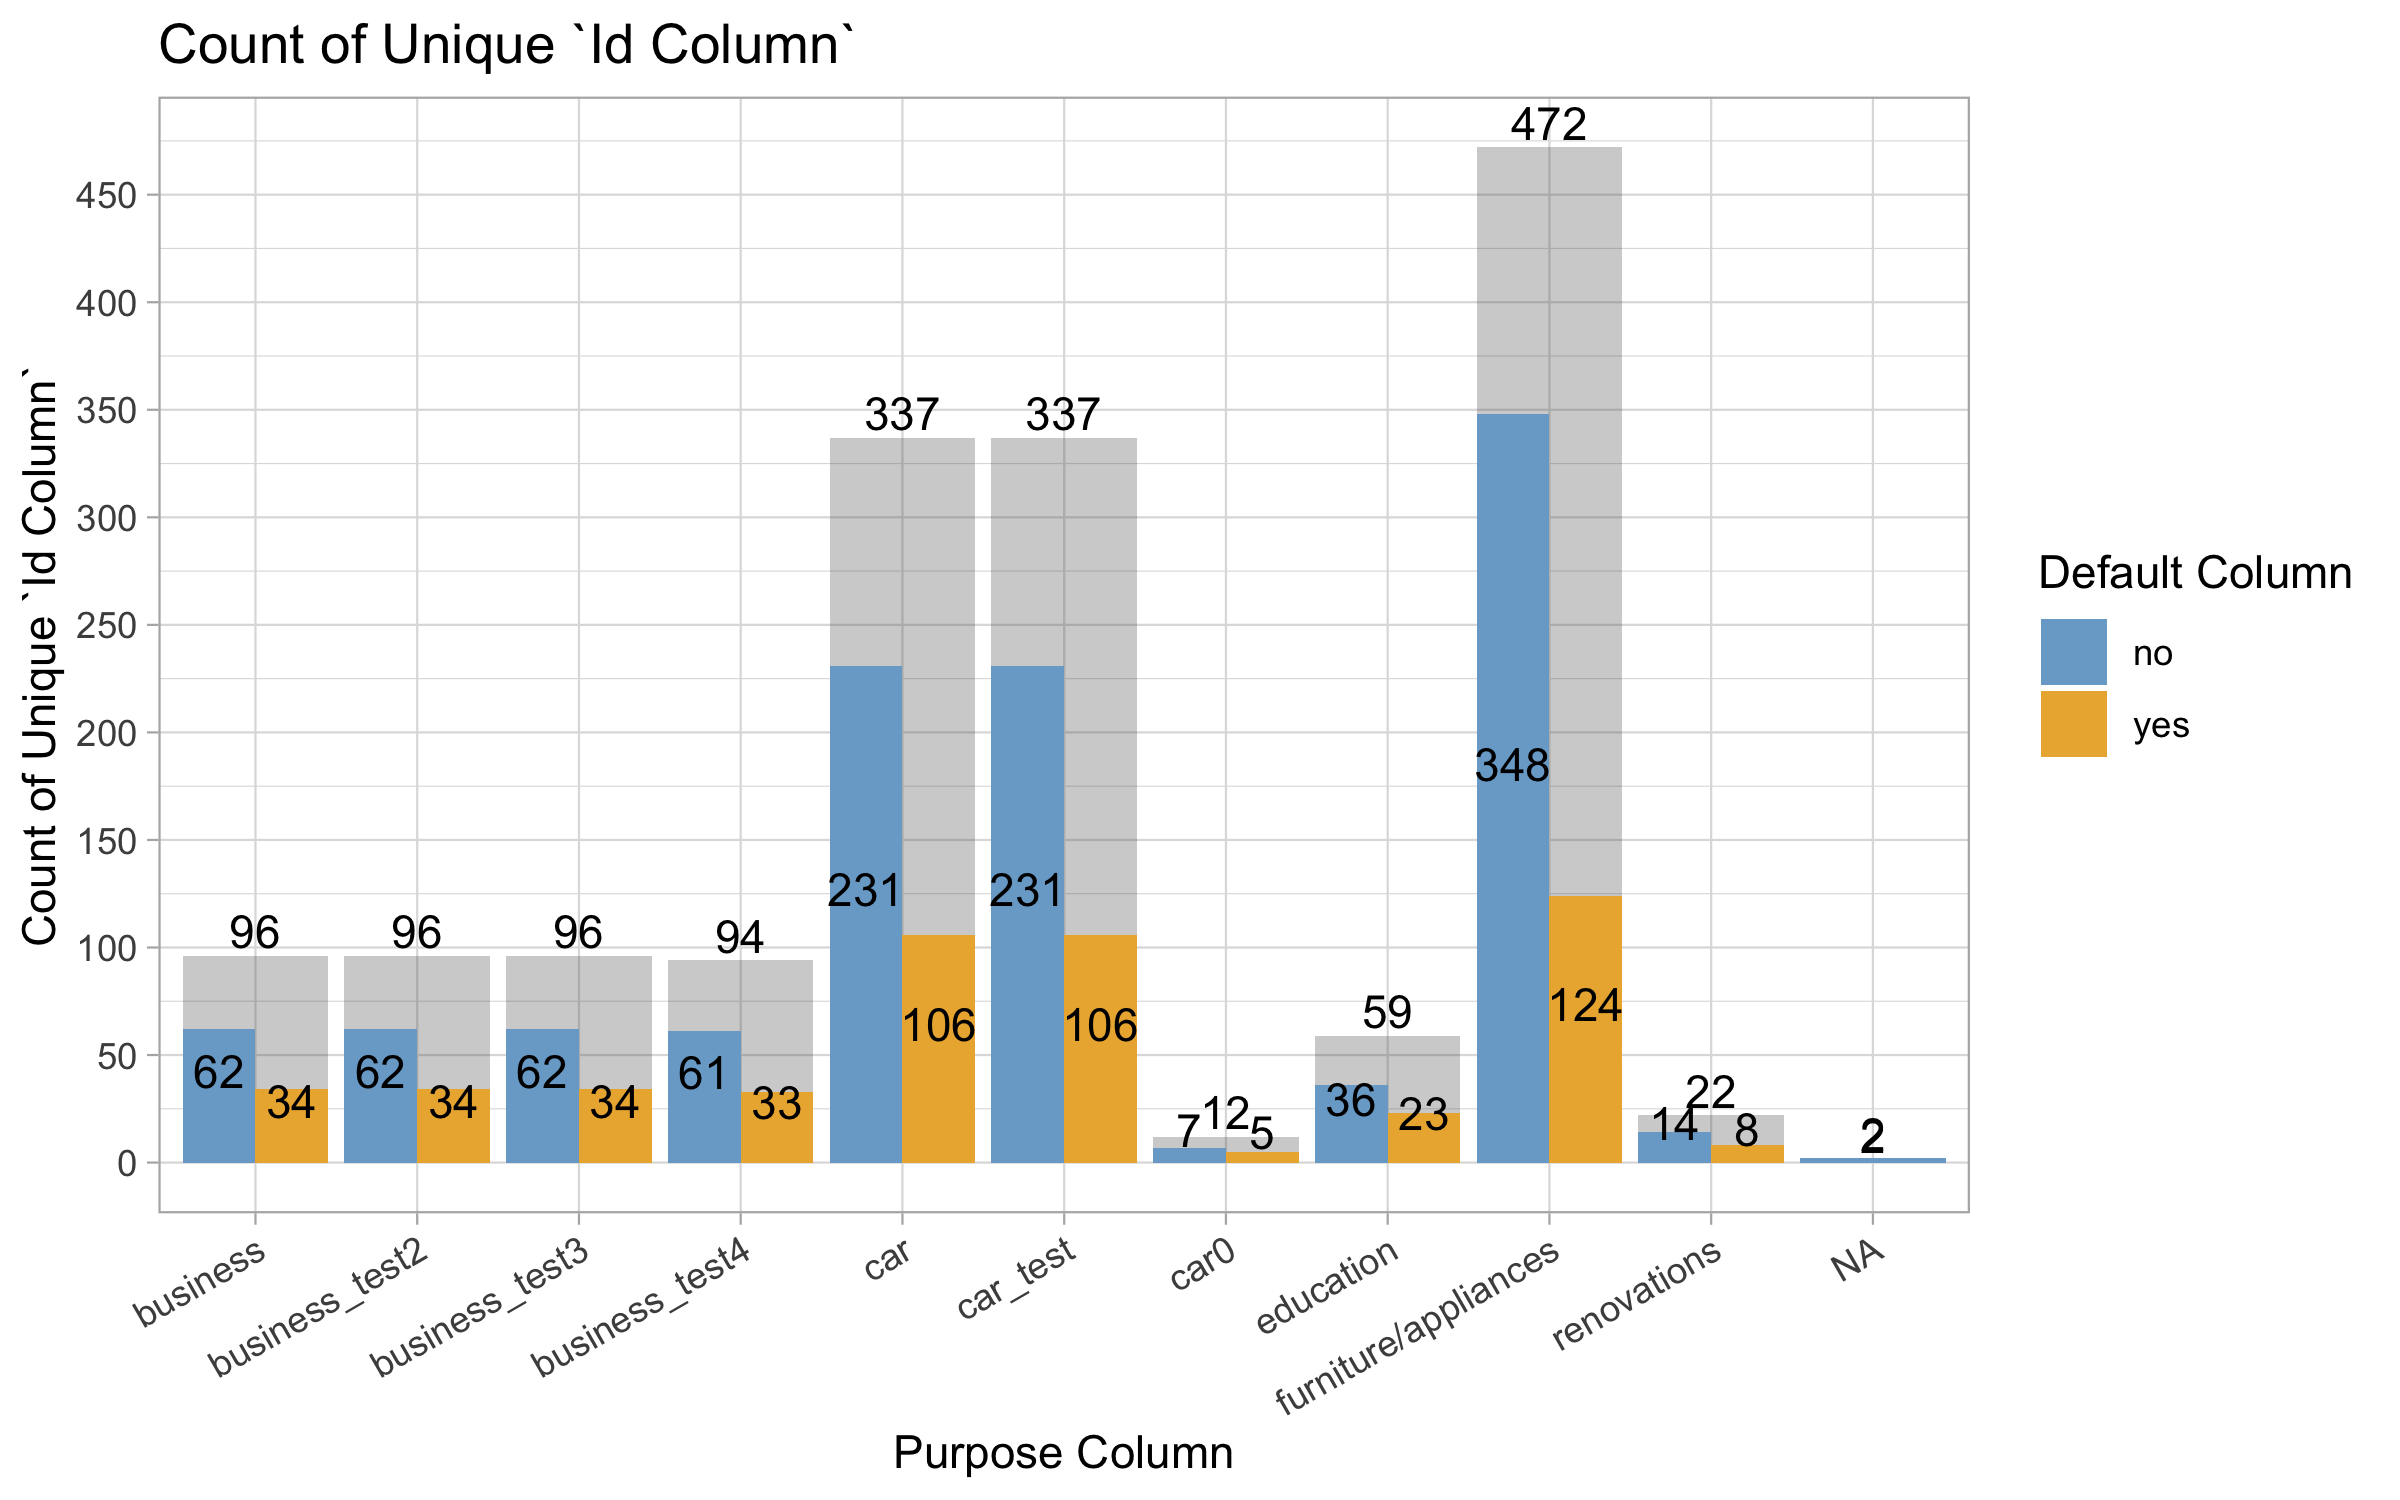 Count of Unique `Id Column`
Count of Unique `Id Column`
450
400
350
300
250
200
150
100
50
0
96
62
34
96
62
34
96
62
34
94
61
33
337
231
106
337
231
106
12
7
5
59
36
23
472
348
124
22
14
8
2
2
business
business_test2
business_test3
business_test4
car
car_test
car0
education
furniture/appliances
renovations
NA
Purpose Column
Default Column
no
yes